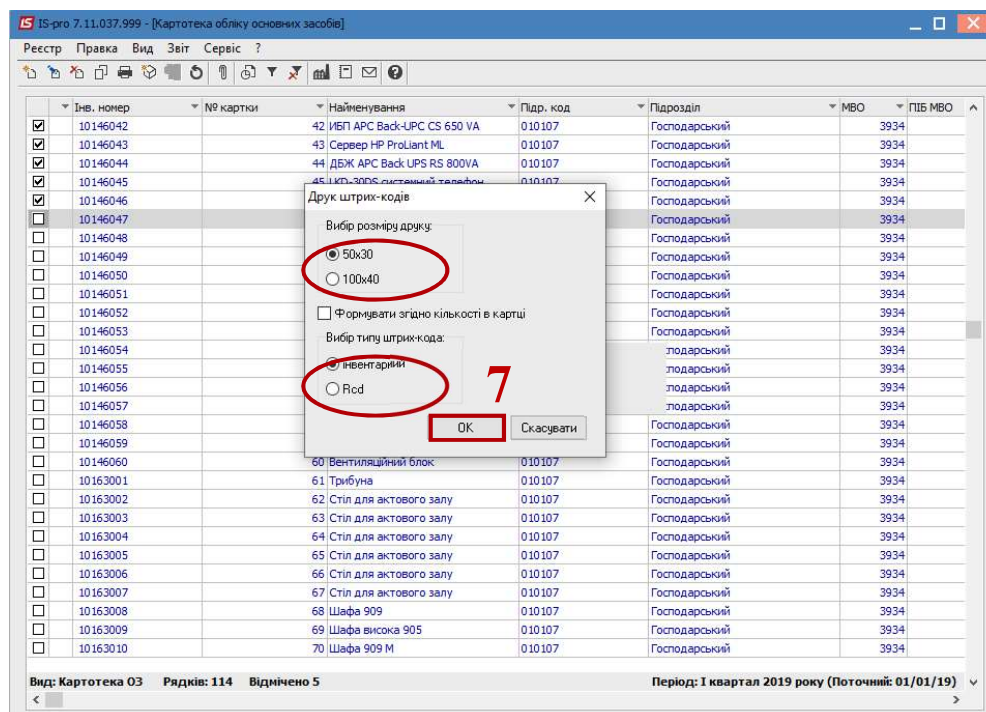 IS-pro 7.11.037.999 - [Картотека обліку основних засобів]
Реєстр Правка Вид Звіт Сервіс ?
Інв. номер № картки Найменування Підр. код Підрозділ МВО ПІБ МВО
10146042 42 ИБП APC Back-UPC CS 650 VA 010107 Господарський 3934
10146043 43 Сервер HP ProLiant ML 010107 Господарський 3934
10146044 44 ДБЖ APC Back UPS RS 800VA 010107 Господарський 3934
10146045 45 LKD-30DS системний телефон 010107 Господарський 3934
10146046 Господарський 3934
10146047 Господарський 3934
10146048 Господарський 3934
10146049 Господарський 3934
10146050 Господарський 3934
10146051 Господарський 3934
10146052 Господарський 3934
10146053 Господарський 3934
10146054 господарський 3934
10146055 господарський 3934
10146056 господарський 3934
10146057 господарський 3934
10146058 Господарський 3934
10146059 Господарський 3934
10146060 60 Вентиляційний блок 010107 Господарський 3934
10163001 61 Трибуна 010107 Господарський 3934
10163002 62 Стіл для актового залу 010107 Господарський 3934
10163003 63 Стіл для актового залу 010107 Господарський 3934
10163004 64 Стіл для актового залу 010107 Господарський 3934
10163005 65 Стіл для актового залу 010107 Господарський 3934
10163006 66 Стіл для актового залу 010107 Господарський 3934
10163007 67 Стіл для актового залу 010107 Господарський 3934
10163008 68 Шафа 909 010107 Господарський 3934
10163009 69 Шафа висока 905 010107 Господарський 3934
10163010 70 Шафа 909 М 010107 Господарський 3934
Друк штрих-кодів
Вибір розміру друку:
50x30
100x40
Формувати згідно кількості в картці
Вибір типу штрих-кода:
Інвентарний
Rcd
7
OK Скасувати
Вид: Картотека ОЗ Рядків: 114 Відмічено 5 Період: І квартал 2019 року (Поточний: 01/01/19)